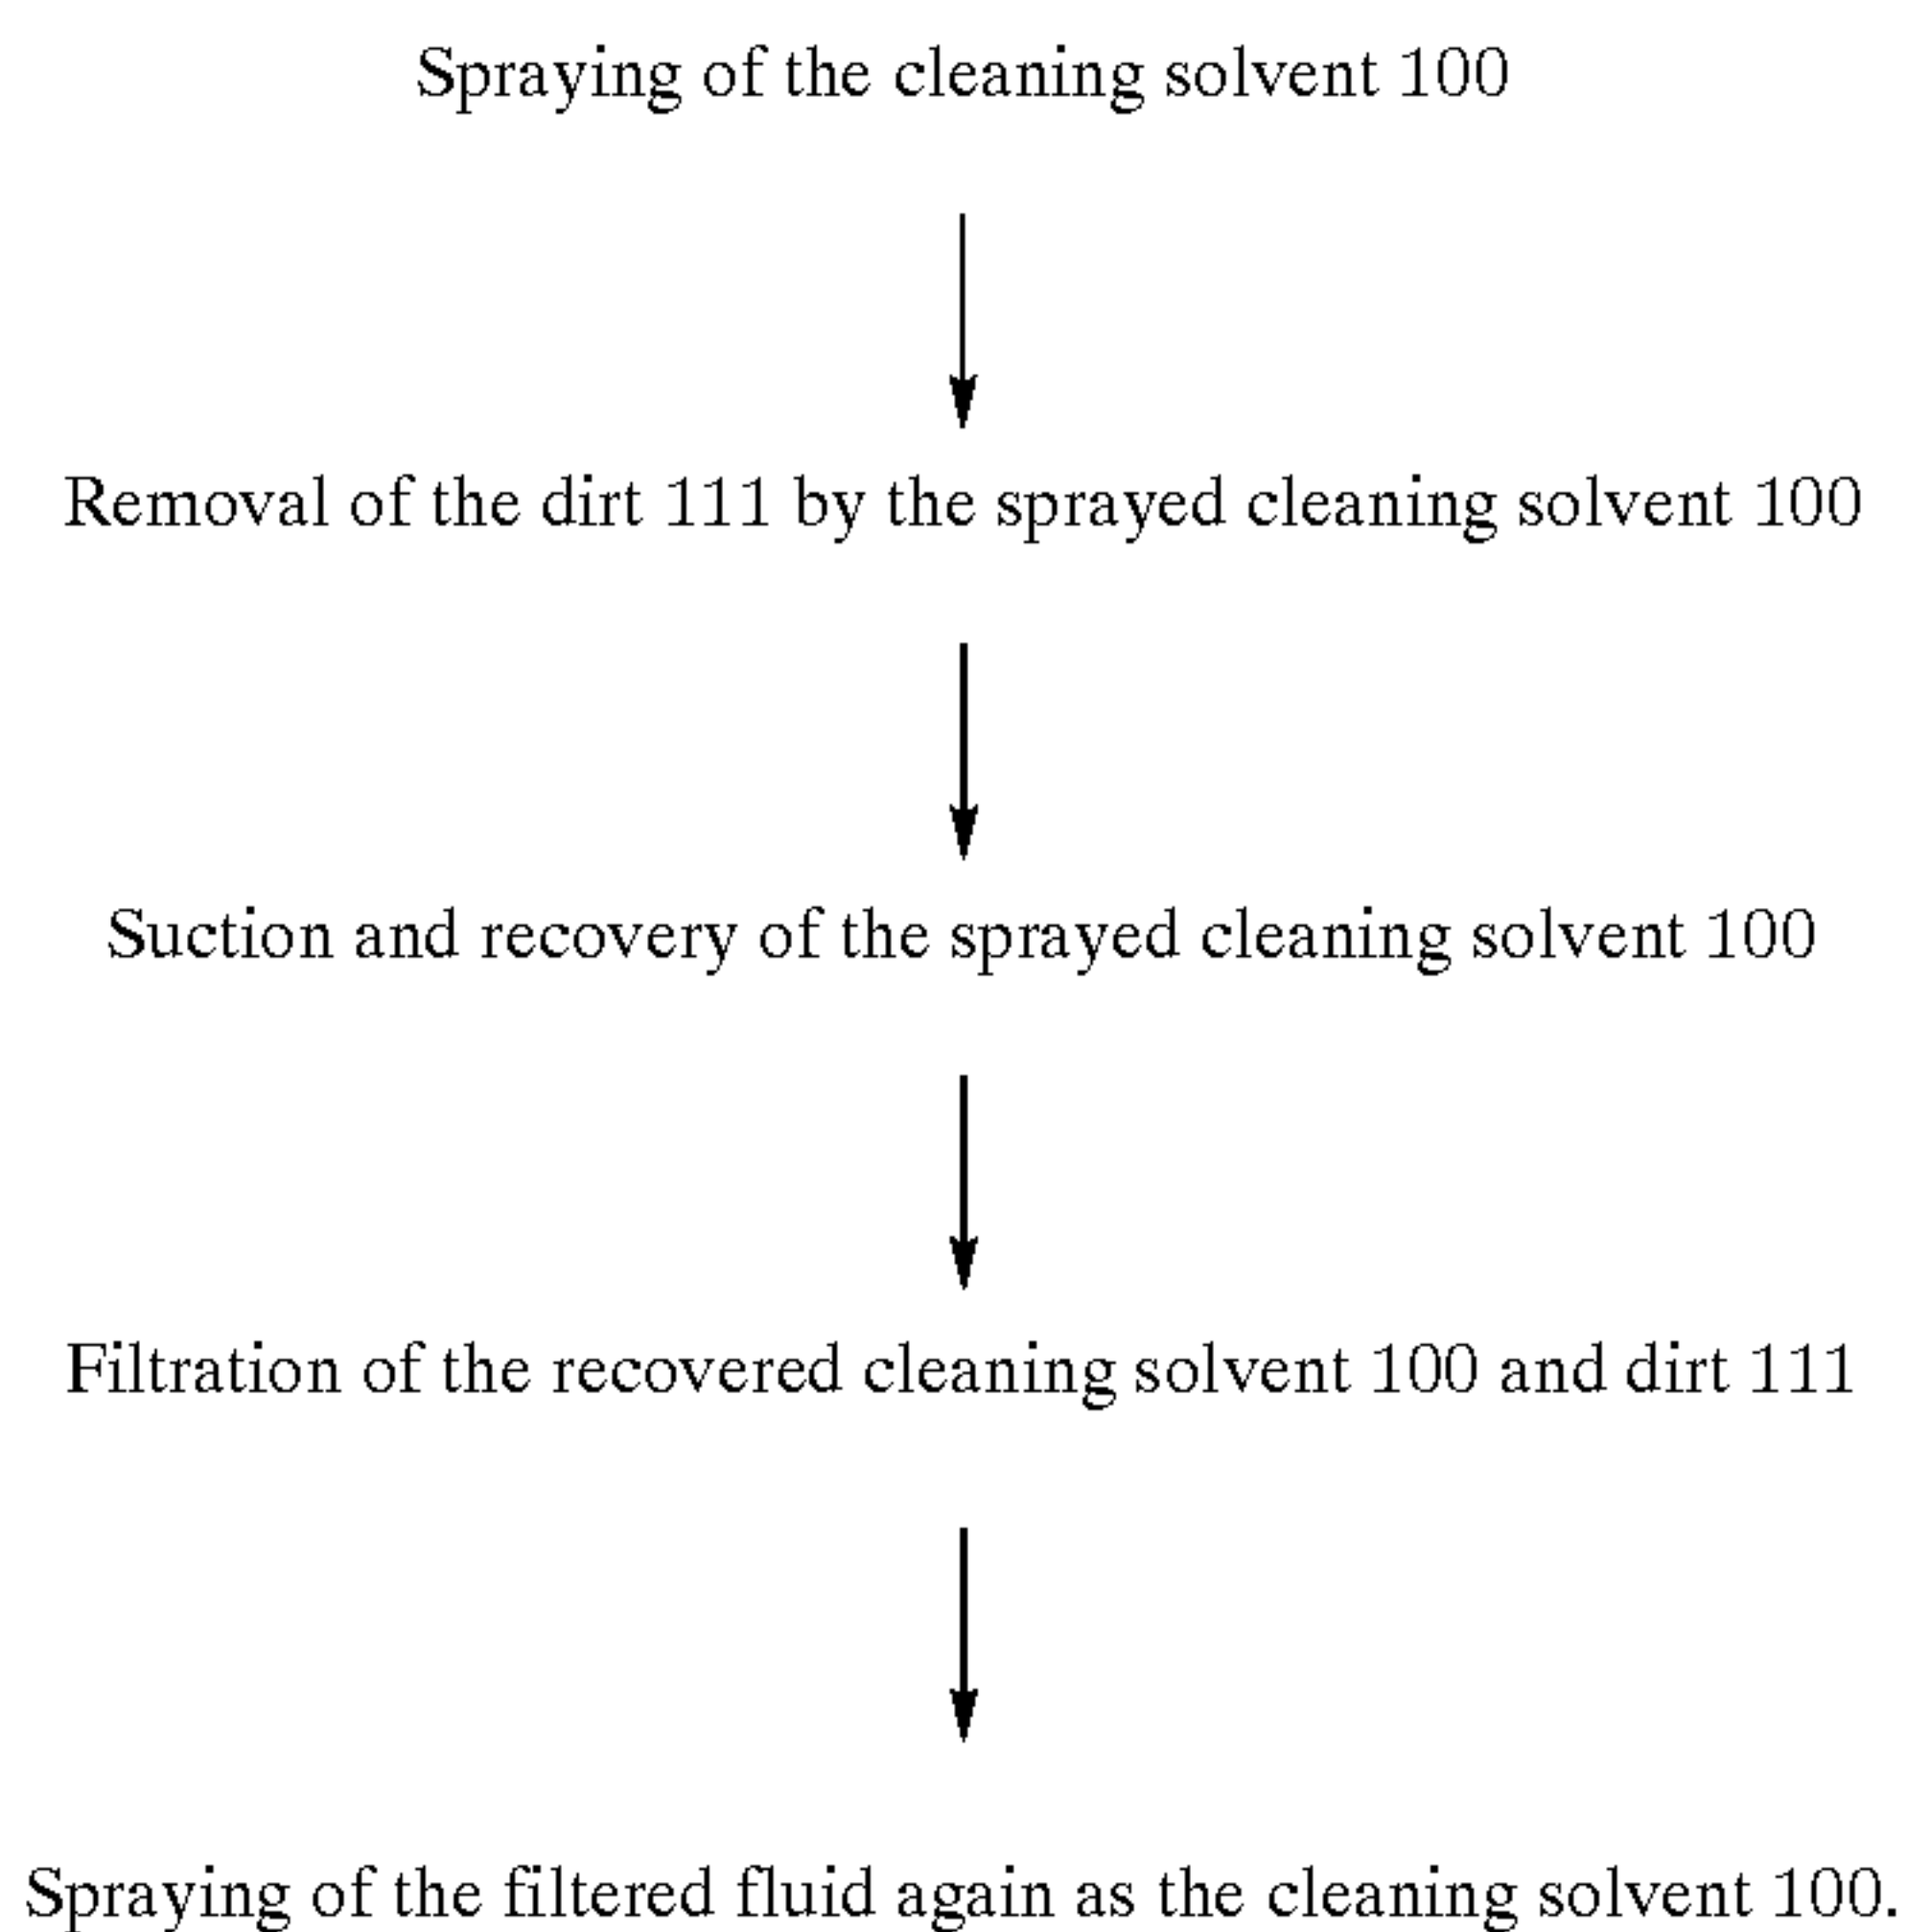 Spraying of the cleaning solvent 100
Removal of the dirt 111 by the sprayed cleaning solvent 100
Suction and recovery of the sprayed cleaning solvent 100
Filtration of the recovered cleaning solvent 100 and dirt 111
Spraying of the filtered fluid again as the cleaning solvent 100.